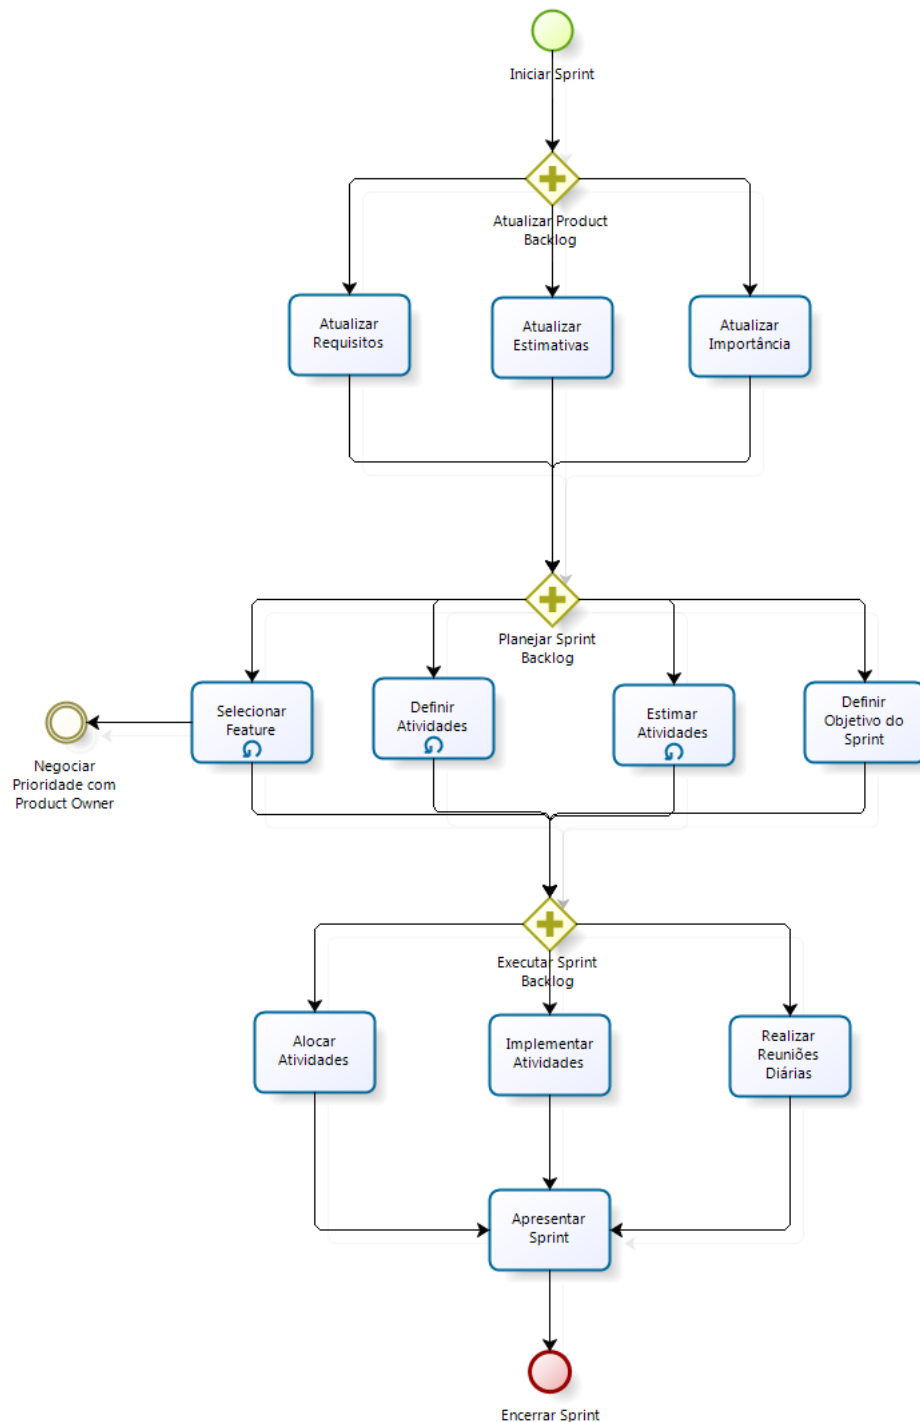 Iniciar Sprint
Atualizar Product
Backlog
Atualizar
Requisitos
Atualizar
Estimativas
Atualizar
Importância
Planejar Sprint
Backlog
Selecionar
Feature
Definir
Atividades
Estimar
Atividades
Definir
Objetivo do
Sprint
Negociar
Prioridade com
Product Owner
Executar Sprint
Backlog
Alocar
Atividades
Implementar
Atividades
Realizar
Reuniões
Diárias
Apresentar
Sprint
Encerrar Sprint